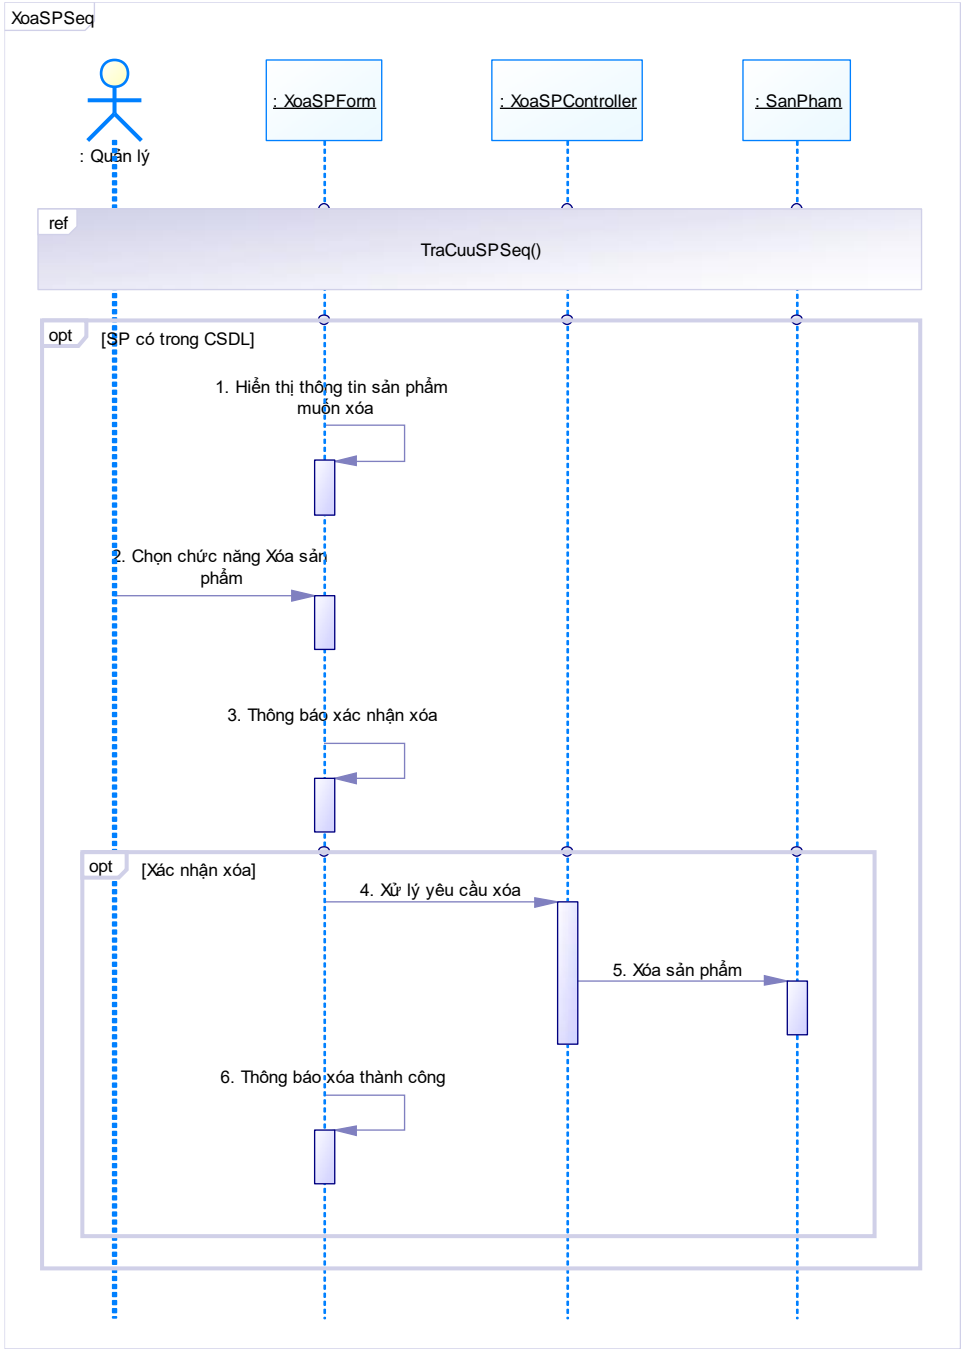 XoaSPSeq
: Quản lý
: XoaSPForm
: XoaSPController
: SanPham
ref
TraCuuSPSeq()
opt
[SP có trong CSDL]
1. Hiển thị thông tin sản phẩm
muốn xóa
2. Chọn chức năng Xóa sản
phẩm
3. Thông báo xác nhận xóa
opt
[Xác nhận xóa]
4. Xử lý yêu cầu xóa
5. Xóa sản phẩm
6. Thông báo xóa thành công